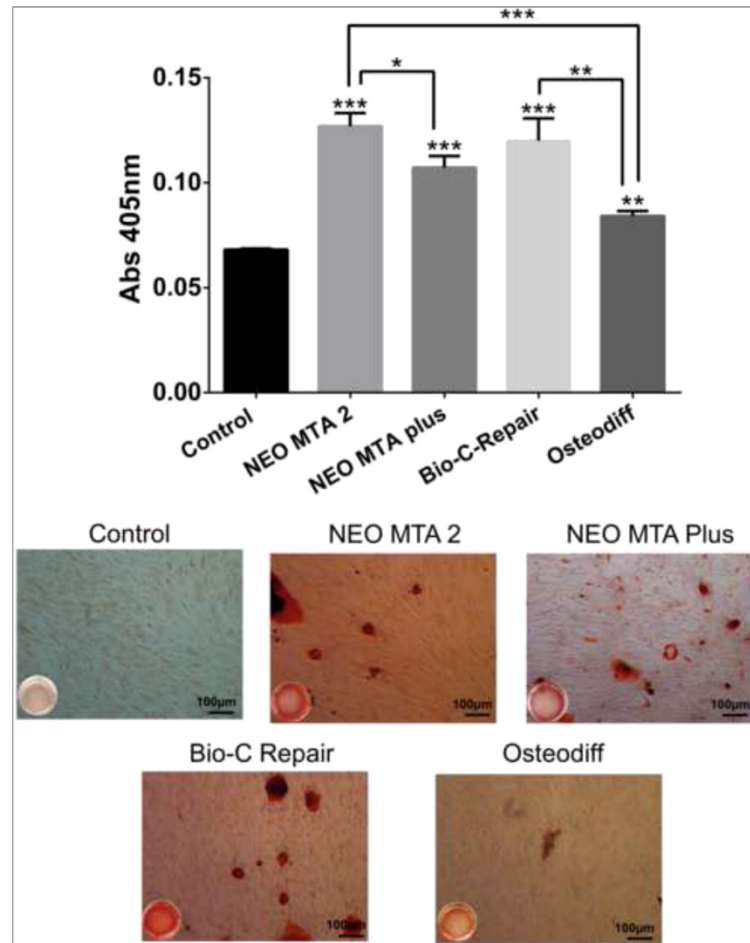 ***
* **
0.15
*** ***
***
0.10
**
Abs 405nm
0.05
0.00
Control
NEO MTA 2
NEO MTA plus
Bio-C-Repair
Osteodiff
Control NEO MTA 2 NEO MTA Plus
100µm 100µm 100µm
Bio-C Repair Osteodiff
100µm 100µm